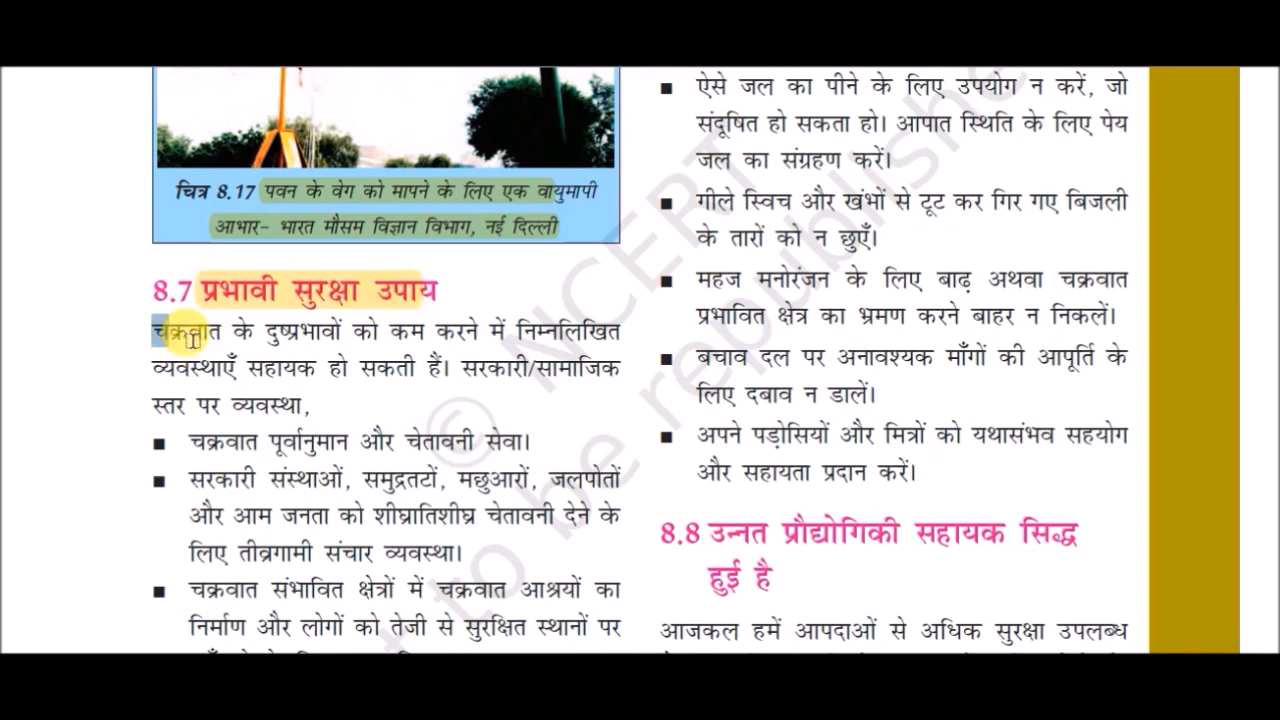 चित्र 8.17 पवन के वेग को मापने के लिए एक वायुमापी
आभार- भारत मौसम विज्ञान विभाग, नई दिल्ली
8.7 प्रभावी सुरक्षा उपाय
चक्रवात के दुष्प्रभावों को कम करने में निम्नलिखित
व्यवस्थाएँ सहायक हो सकती हैं। सरकारी/सामाजिक
स्तर पर व्यवस्था,
■ चक्रवात पूर्वानुमान और चेतावनी सेवा।
■ सरकारी संस्थाओं, समुद्रतटों, मछुआरों, जलपोतों
और आम जनता को शीघ्रातिशीघ्र चेतावनी देने के
लिए तीव्रगामी संचार व्यवस्था।
■ चक्रवात संभावित क्षेत्रों में चक्रवात आश्रयों का
निर्माण और लोगों को तेजी से सुरक्षित स्थानों पर
■ ऐसे जल का पीने के लिए उपयोग न करें, जो
संदूषित हो सकता हो। आपात स्थिति के लिए पेय
जल का संग्रहण करें।
■ गीले स्विच और खंभों से टूट कर गिर गए बिजली
के तारों को न छुएँ।
■ महज मनोरंजन के लिए बाढ़ अथवा चक्रवात
प्रभावित क्षेत्र का भ्रमण करने बाहर न निकलें।
■ बचाव दल पर अनावश्यक माँगों की आपूर्ति के
लिए दबाव न डालें।
■ अपने पड़ोसियों और मित्रों को यथासंभव सहयोग
और सहायता प्रदान करें।
8.8 उन्नत प्रौद्योगिकी सहायक सिद्ध
हुई है
आजकल हमें आपदाओं से अधिक सुरक्षा उपलब्ध
© NCERT
to be republishe